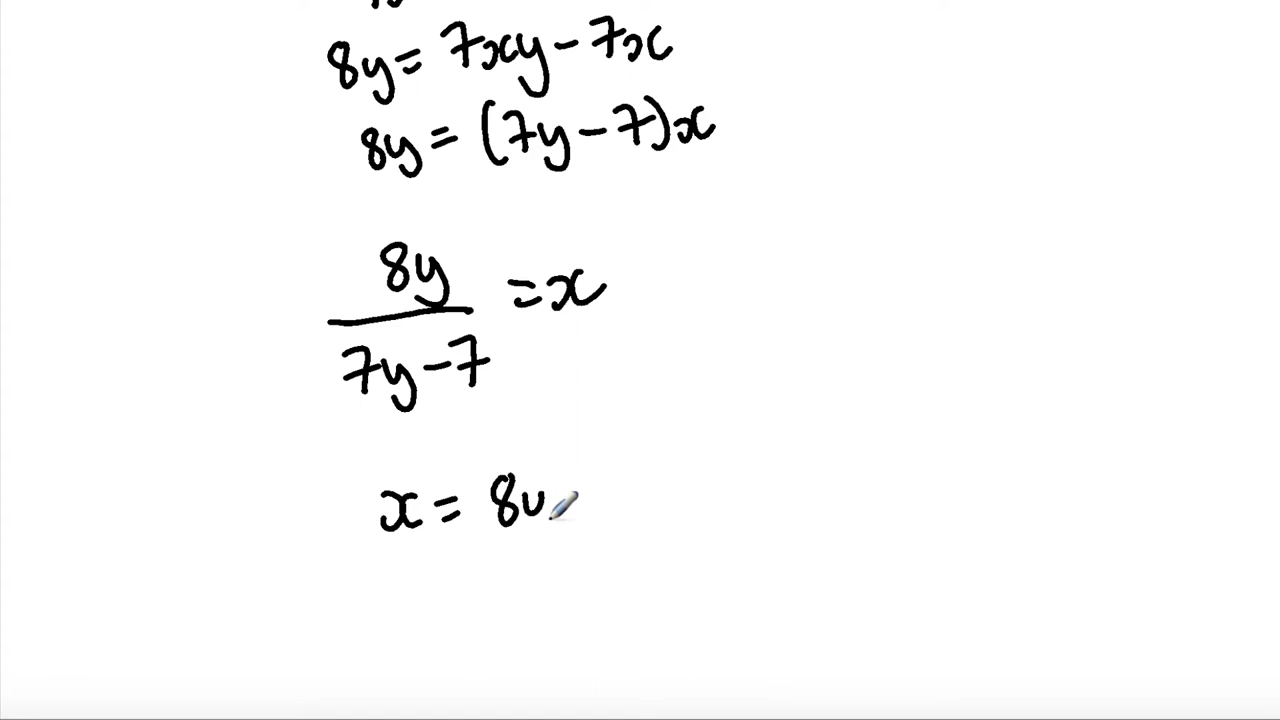 8y = 7xy - 7x
8y = (7y - 7)x
8y
= x
7y - 7
x = 8